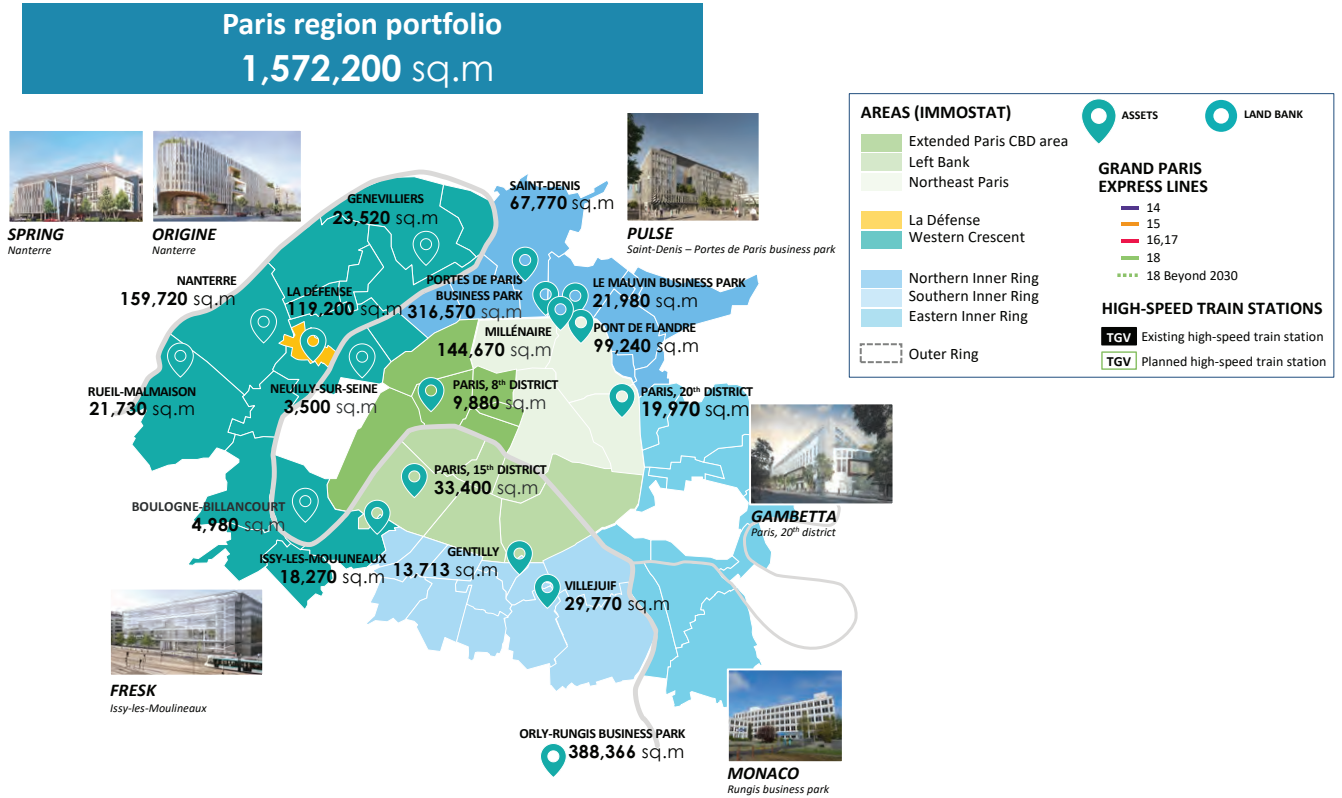 Paris region portfolio
1,572,200 sq.m
SPRING
Nanterre
ORIGINE
Nanterre
PULSE
Saint-Denis – Portes de Paris business park
GENEVILLIERS
23,520 sq.m
SAINT-DENIS
67,770 sq.m
NANTERRE
159,720 sq.m
LA DÉFENSE
119,200 sq.m
PORTES DE PARIS
BUSINESS PARK
316,570 sq.m
LE MAUVIN BUSINESS PARK
21,980 sq.m
MILLÉNAIRE
144,670 sq.m
PONT DE FLANDRE
99,240 sq.m
RUEIL-MALMAISON
21,730 sq.m
NEUILLY-SUR-SEINE
3,500 sq.m
PARIS, 8th DISTRICT
9,880 sq.m
PARIS, 20th DISTRICT
19,970 sq.m
PARIS, 15th DISTRICT
33,400 sq.m
BOULOGNE-BILLANCOURT
4,980 sq.m
GAMBETTA
Paris, 20th district
ISSY-LES-MOULINEAUX
18,270 sq.m
GENTILLY
13,713 sq.m
VILLEJUIF
29,770 sq.m
FRESK
Issy-les-Moulineaux
ORLY-RUNGIS BUSINESS PARK
388,366 sq.m
MONACO
Rungis business park
AREAS (IMMOSTAT)
Extended Paris CBD area
Left Bank
Northeast Paris
La Défense
Western Crescent
Northern Inner Ring
Southern Inner Ring
Eastern Inner Ring
Outer Ring
ASSETS
LAND BANK
GRAND PARIS
EXPRESS LINES
14
15
16,17
18
18 Beyond 2030
HIGH-SPEED TRAIN STATIONS
TGV Existing high-speed train station
TGV Planned high-speed train station